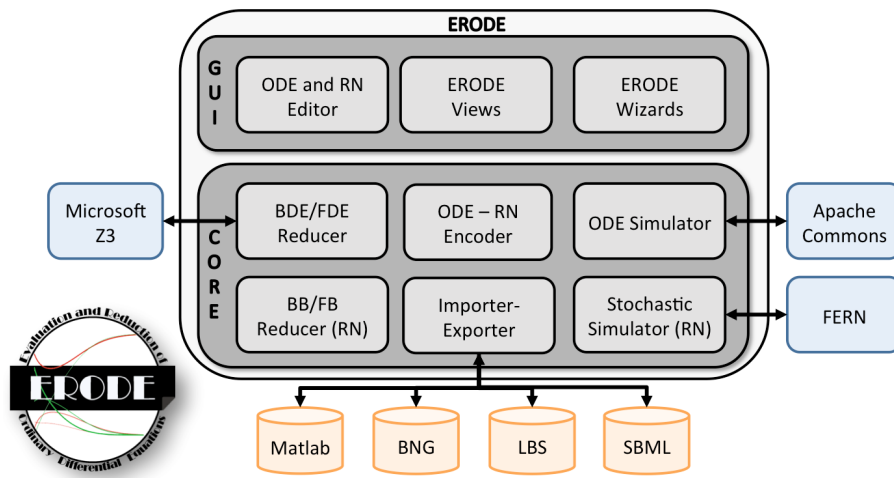 ERODE
GUI
ODE and RN
Editor
ERODE
Views
ERODE
Wizards
CORE
Microsoft
Z3
BDE/FDE
Reducer
ODE – RN
Encoder
ODE Simulator
Apache
Commons
BB/FB
Reducer (RN)
Importer-
Exporter
Stochastic
Simulator (RN)
FERN
Evaluation and Reduction of
ERODE
Ordinary Differential Equations
Matlab
BNG
LBS
SBML